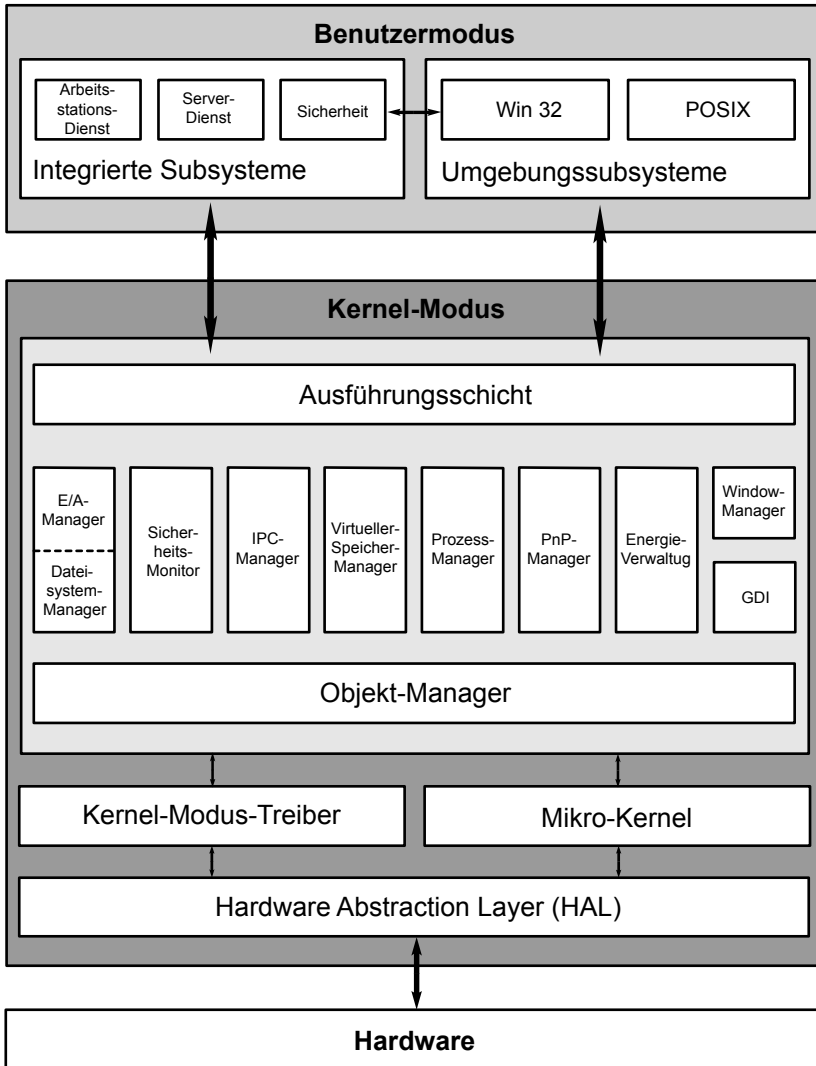 Benutzermodus
Arbeits-
stations-
Dienst
Server-
Dienst
Sicherheit
Integrierte Subsysteme
Win 32
POSIX
Umgebungssubsysteme
Kernel-Modus
Ausführungsschicht
E/A-
Manager
Datei-
system-
Manager
Sicher-
heits-
Monitor
IPC-
Manager
Virtueller-
Speicher-
Manager
Prozess-
Manager
PnP-
Manager
Energie-
Verwaltug
Window-
Manager
GDI
Objekt-Manager
Kernel-Modus-Treiber
Mikro-Kernel
Hardware Abstraction Layer (HAL)
Hardware